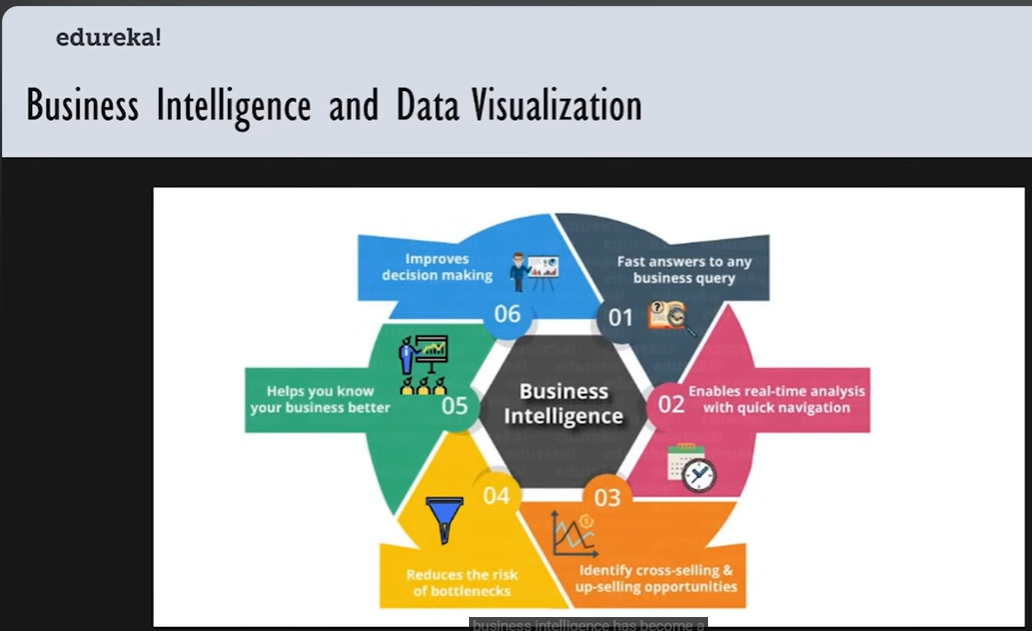 edureka!
Business Intelligence and Data Visualization
Improves
decision making
06
Fast answers to any
business query
01
Helps you know
your business better
05
Business
Intelligence
02
Enables real-time analysis
with quick navigation
04
Reduces the risk
of bottlenecks
03
Identify cross-selling &
up-selling opportunities
business intelligence has become a